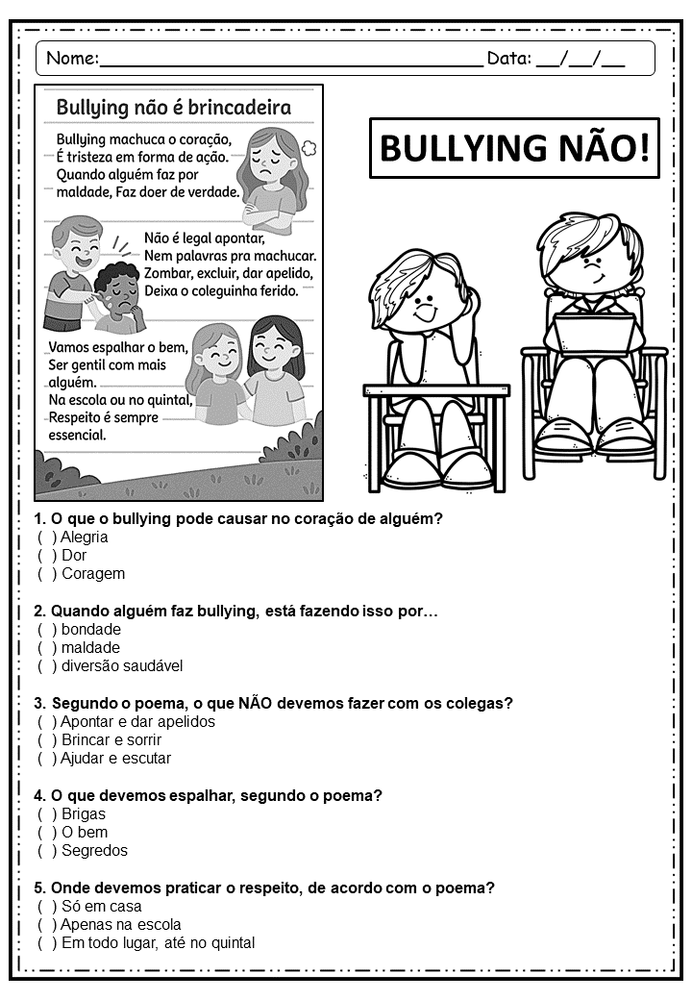 Nome:________________________________ Data: __/__/__
Bullying não é brincadeira
Bullying machuca o coração,
É tristeza em forma de ação.
Quando alguém faz por
maldade, Faz doer de verdade.
Não é legal apontar,
Nem palavras pra machucar.
Zombar, excluir, dar apelido,
Deixa o coleguinha ferido.
Vamos espalhar o bem,
Ser gentil com mais
alguém.
Na escola ou no quintal,
Respeito é sempre
essencial.
BULLYING NÃO!
1. O que o bullying pode causar no coração de alguém?
( ) Alegria
( ) Dor
( ) Coragem
2. Quando alguém faz bullying, está fazendo isso por…
( ) bondade
( ) maldade
( ) diversão saudável
3. Segundo o poema, o que NÃO devemos fazer com os colegas?
( ) Apontar e dar apelidos
( ) Brincar e sorrir
( ) Ajudar e escutar
4. O que devemos espalhar, segundo o poema?
( ) Brigas
( ) O bem
( ) Segredos
5. Onde devemos praticar o respeito, de acordo com o poema?
( ) Só em casa
( ) Apenas na escola
( ) Em todo lugar, até no quintal